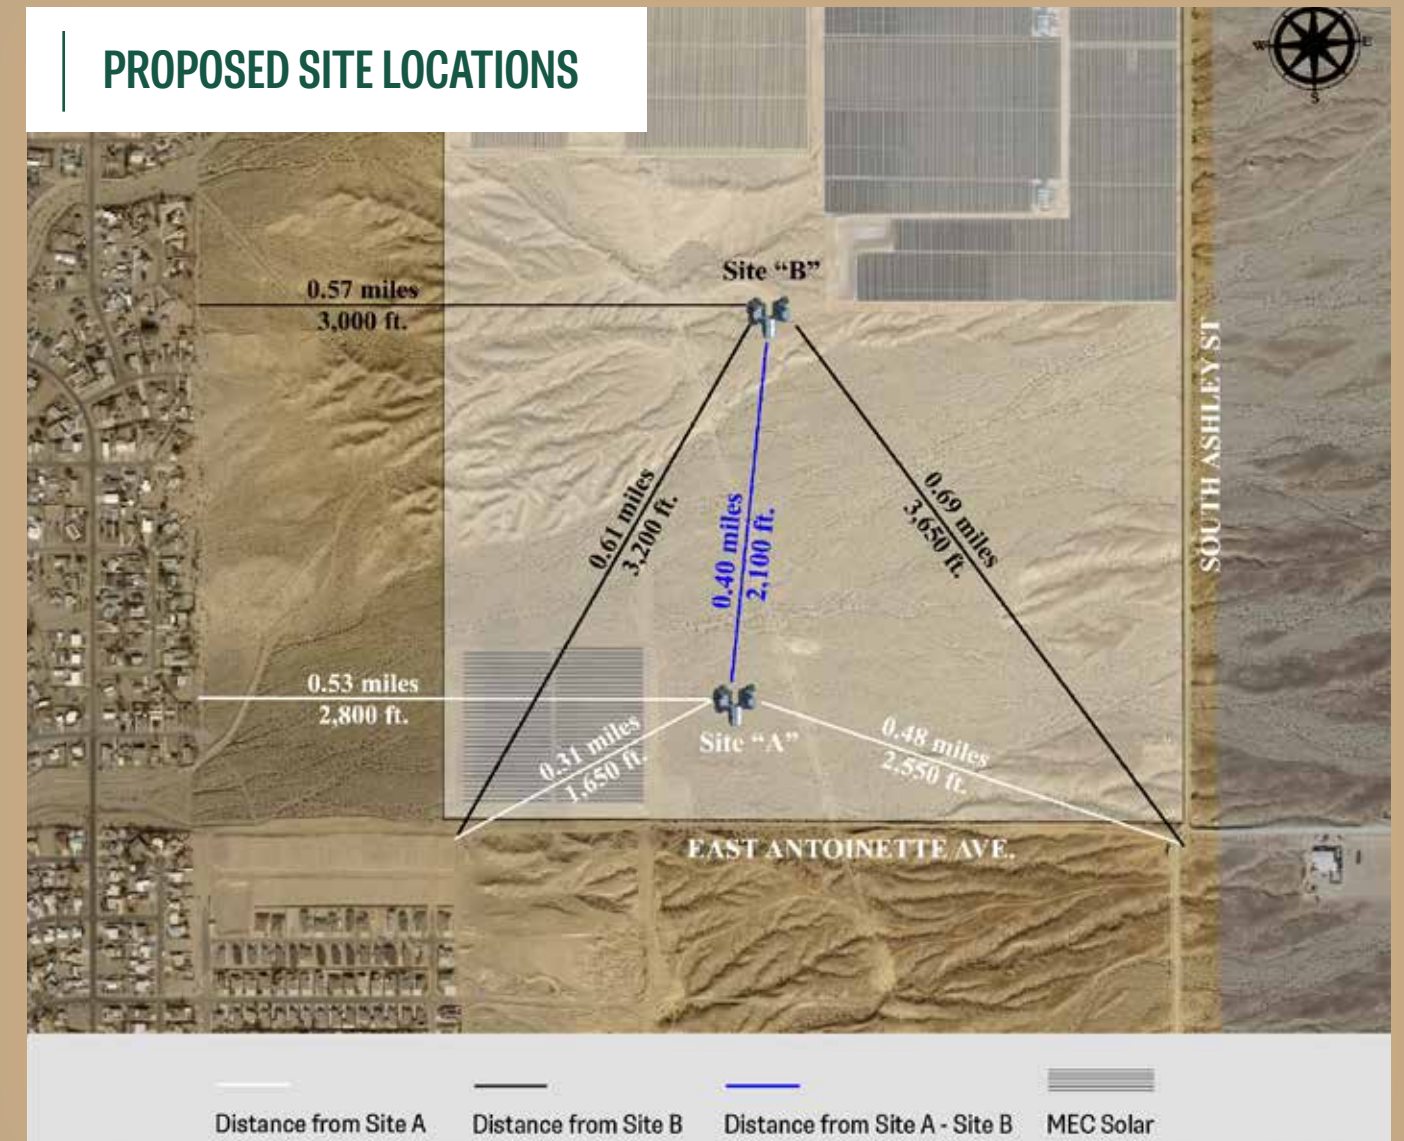 PROPOSED SITE LOCATIONS
W
E
S
Site “B”
0.57 miles
3,000 ft.
SOUTH ASHLEY ST
0.61 miles
3,200 ft.
0.40 miles
2,100 ft.
0.69 miles
3,650 ft.
0.53 miles
2,800 ft.
Site “A”
0.31 miles
1,650 ft.
0.48 miles
2,550 ft.
EAST ANTOINETTE AVE.
Distance from Site A
Distance from Site B
Distance from Site A - Site B
MEC Solar